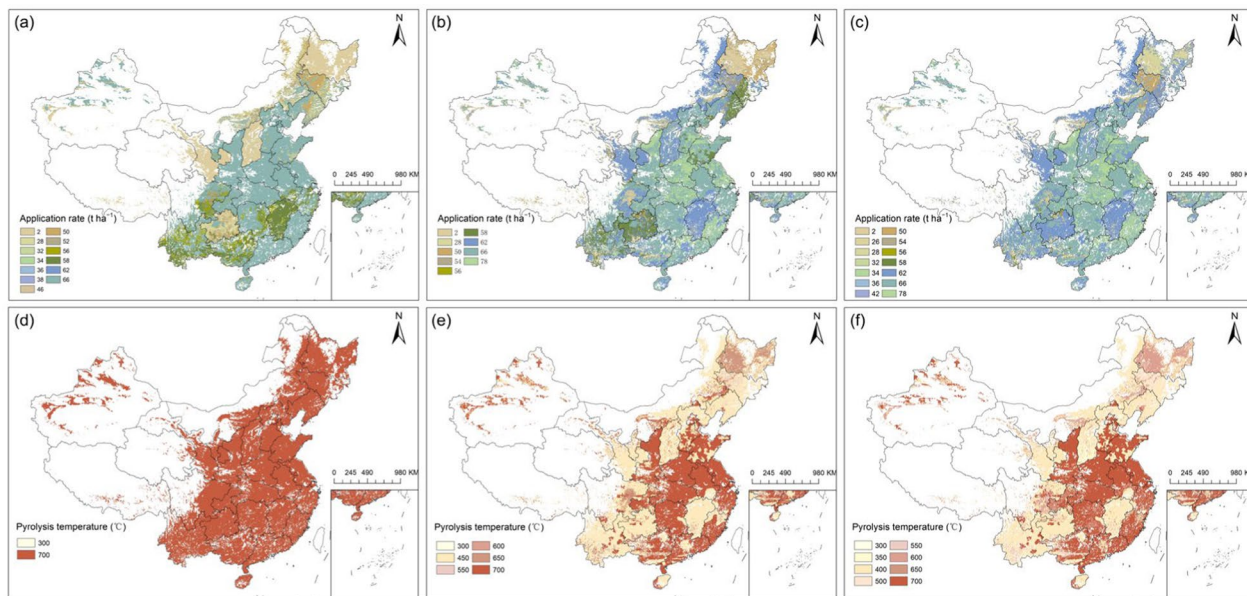 (a)
N
0 245 490 980 KM
Application rate (t ha⁻¹)
2 50
28 52
26 56
34 58
36 62
38 66
46
(b)
N
0 245 490 980 KM
Application rate (t ha⁻¹)
2 58
28 62
50 66
54 78
56
(c)
N
0 245 490 980 KM
Application rate (t ha⁻¹)
2 50
26 54
28 56
32 58
34 62
36 66
42 78
(d)
N
0 245 490 980 KM
Pyrolysis temperature (℃)
300
700
(e)
N
0 245 490 980 KM
Pyrolysis temperature (℃)
300 600
450 650
550 700
(f)
N
0 245 490 980 KM
Pyrolysis temperature (℃)
300 550
350 600
400 650
500 700